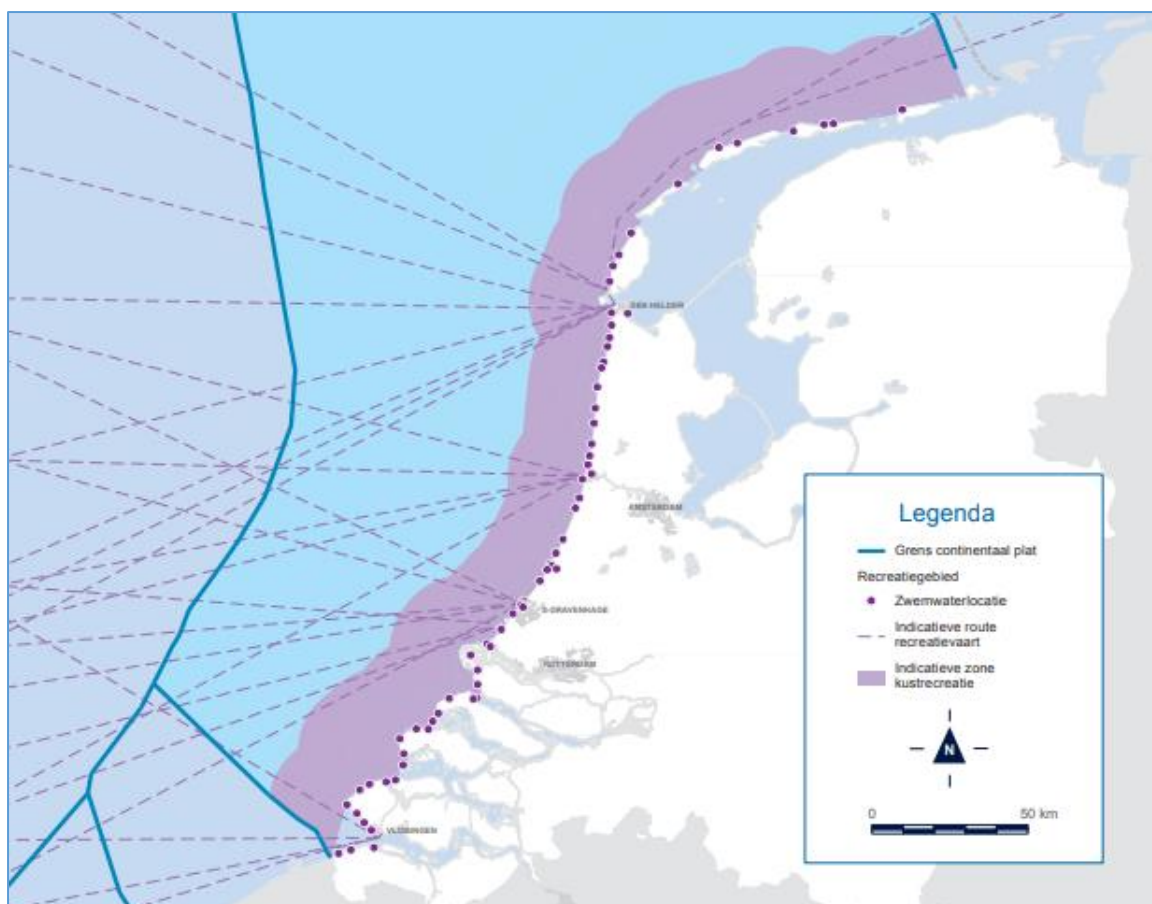 DEN HELDER
AMSTERDAM
S-GRAVENHAGE
ROTTERDAM
VLISSINGEN
Legenda
Grens continentaal plat
Recreatiegebied
Zwemwaterlocatie
Indicatieve route
recreatievaart
Indicatieve zone
kustrecreatie
N
0 50 km